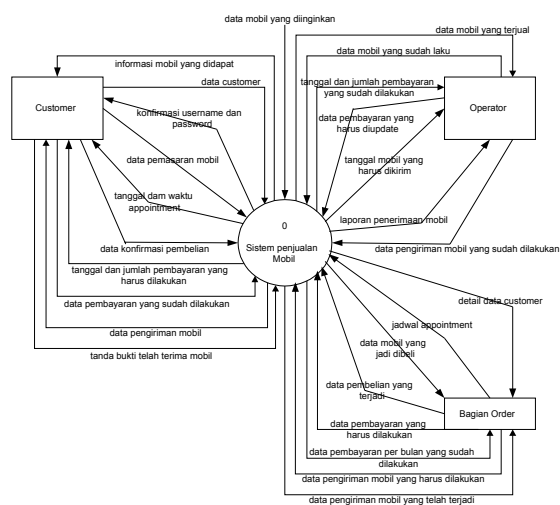 data mobil yang diinginkan
data mobil yang terjual
data mobil yang sudah laku
informasi mobil yang didapat
tanggal dan jumlah pembayaran
yang sudah dilakukan
data customer
Customer
Operator
konfirmasi username dan
password
data pembayaran yang
harus diupdate
data pemasaran mobil
tanggal mobil yang
harus dikirim
tanggal dam waktu
appointment
laporan penerimaan mobil
0
Sistem penjualan
Mobil
data konfirmasi pembelian
data pengiriman mobil yang sudah dilakukan
tanggal dan jumlah pembayaran yang
harus dilakukan
detail data customer
data pembayaran yang sudah dilakukan
data pengiriman mobil
jadwal appointment
data mobil yang
jadi dibeli
tanda bukti telah terima mobil
data pembelian yang
terjadi
Bagian Order
data pembayaran yang
harus dilakukan
data pembayaran per bulan yang sudah
dilakukan
data pengiriman mobil yang harus dilakukan
data pengiriman mobil yang telah terjadi